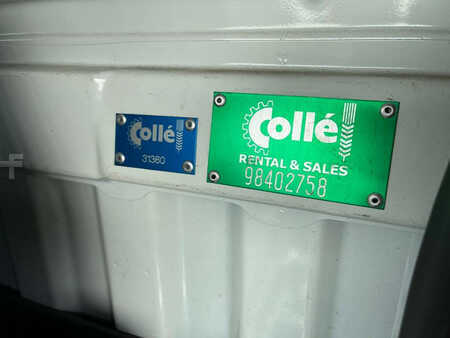 Collé
31360
Collé
RENTAL & SALES
98402758